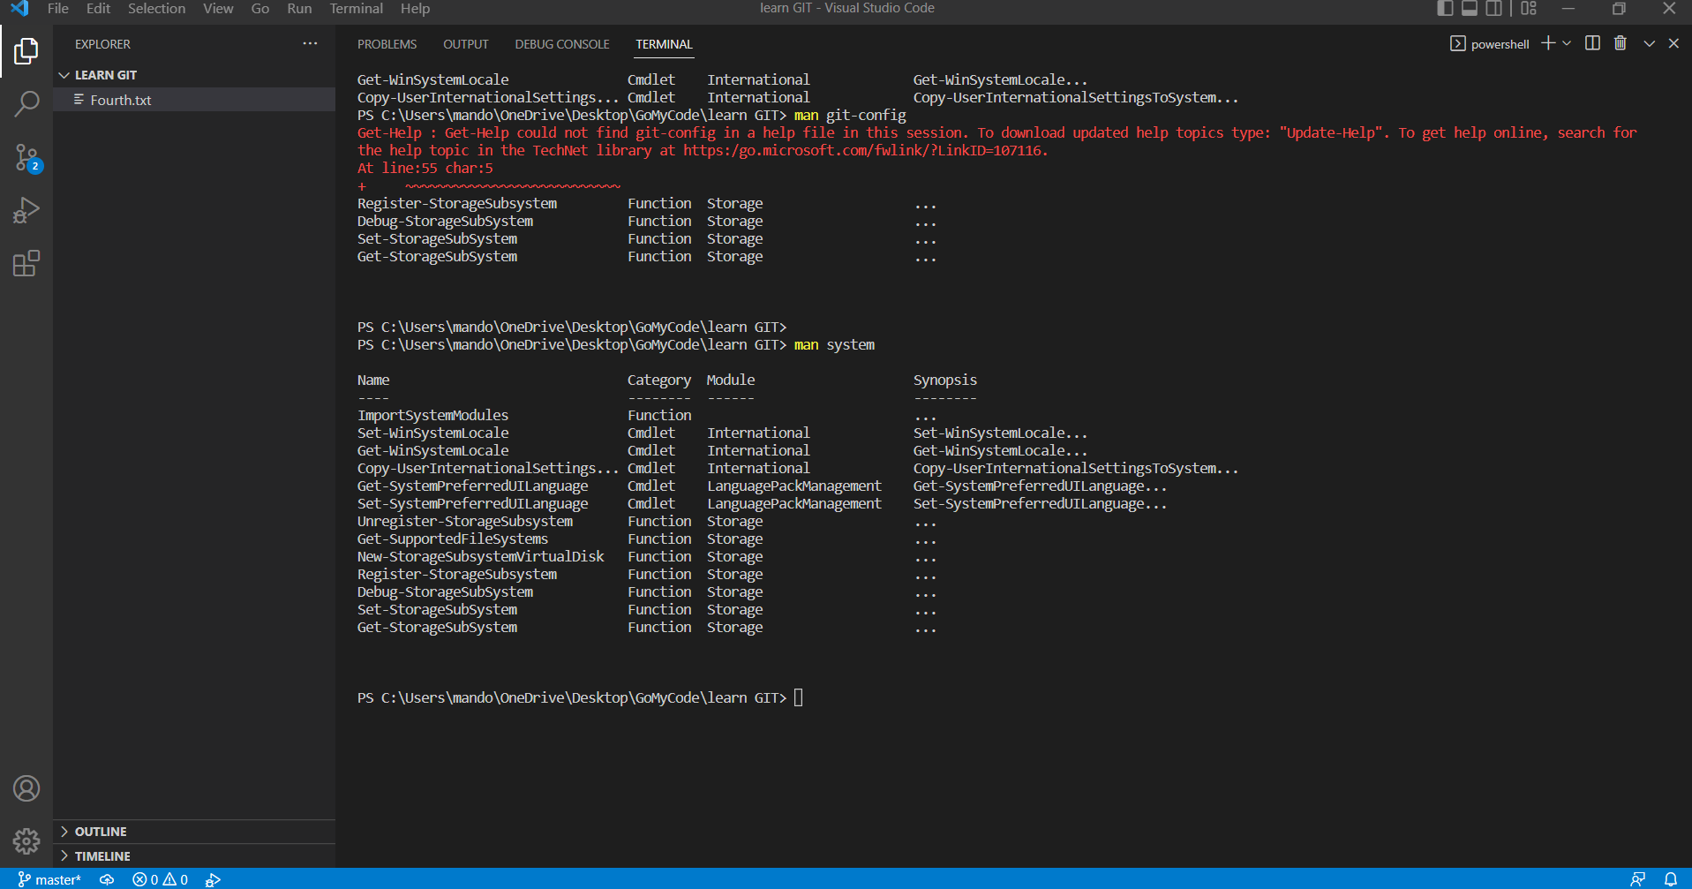 File Edit Selection View Go Run Terminal Help learn GIT - Visual Studio Code
EXPLORER ...
LEARN GIT
Fourth.txt
2
OUTLINE
TIMELINE
PROBLEMS OUTPUT DEBUG CONSOLE TERMINAL powershell
Get-WinSystemLocale Cmdlet International Get-WinSystemLocale...
Copy-UserInternationalSettings... Cmdlet International Copy-UserInternationalSettingsToSystem...
PS C:\Users\mando\OneDrive\Desktop\GoMyCode\learn GIT> man git-config
Get-Help : Get-Help could not find git-config in a help file in this session. To download updated help topics type: "Update-Help". To get help online, search for
the help topic in the TechNet library at https:/go.microsoft.com/fwlink/?LinkID=107116.
At line:55 char:5
+ ~~~~~~~~~~~~~~~~~~~~~~~~~~~
Register-StorageSubsystem Function Storage ...
Debug-StorageSubSystem Function Storage ...
Set-StorageSubSystem Function Storage ...
Get-StorageSubSystem Function Storage ...
PS C:\Users\mando\OneDrive\Desktop\GoMyCode\learn GIT>
PS C:\Users\mando\OneDrive\Desktop\GoMyCode\learn GIT> man system
Name Category Module Synopsis
---- -------- ------ --------
ImportSystemModules Function ...
Set-WinSystemLocale Cmdlet International Set-WinSystemLocale...
Get-WinSystemLocale Cmdlet International Get-WinSystemLocale...
Copy-UserInternationalSettings... Cmdlet International Copy-UserInternationalSettingsToSystem...
Get-SystemPreferredUILanguage Cmdlet LanguagePackManagement Get-SystemPreferredUILanguage...
Set-SystemPreferredUILanguage Cmdlet LanguagePackManagement Set-SystemPreferredUILanguage...
Unregister-StorageSubsystem Function Storage ...
Get-SupportedFileSystems Function Storage ...
New-StorageSubsystemVirtualDisk Function Storage ...
Register-StorageSubsystem Function Storage ...
Debug-StorageSubSystem Function Storage ...
Set-StorageSubSystem Function Storage ...
Get-StorageSubSystem Function Storage ...
PS C:\Users\mando\OneDrive\Desktop\GoMyCode\learn GIT>
master* 0 0